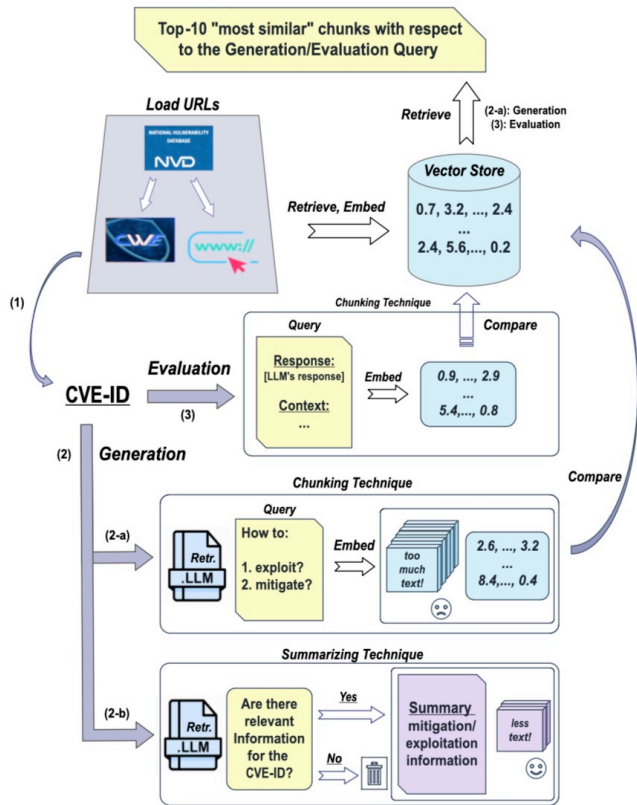 Top-10 "most similar" chunks with respect
to the Generation/Evaluation Query
Load URLs
NATIONAL VULNERABILITY
DATABASE
NVD
CWE
www://
Retrieve
(2-a): Generation
(3): Evaluation
Vector Store
0.7, 3.2, ..., 2.4
...
2.4, 5.6,..., 0.2
Retrieve, Embed
(1)
Chunking Technique
Query
Compare
Evaluation
(3)
Response:
[LLM's response]
Context:
...
Embed
0.9, ..., 2.9
...
5.4,..., 0.8
CVE-ID
(2)
Generation
Compare
Chunking Technique
(2-a)
Retr.
.LLM
Query
How to:
1. exploit?
2. mitigate?
Embed
too
much
text!
2.6, ..., 3.2
...
8.4,..., 0.4
Summarizing Technique
(2-b)
Retr.
.LLM
Are there
relevant
Information
for the
CVE-ID?
Yes
No
Summary
mitigation/
exploitation
information
less
text!